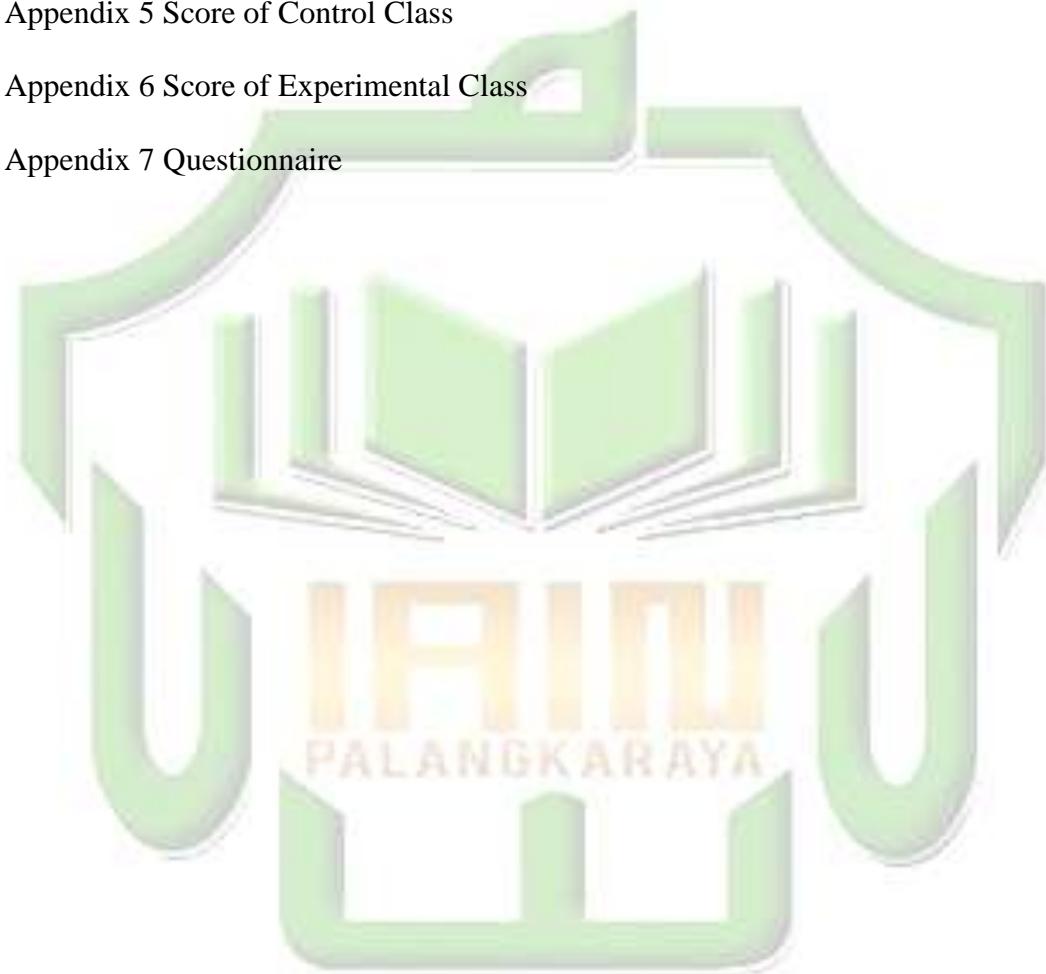 Appendix 5 Score of Control Class
Appendix 6 Score of Experimental Class
Appendix 7 Questionnaire
IAIN
PALANGKARAYA